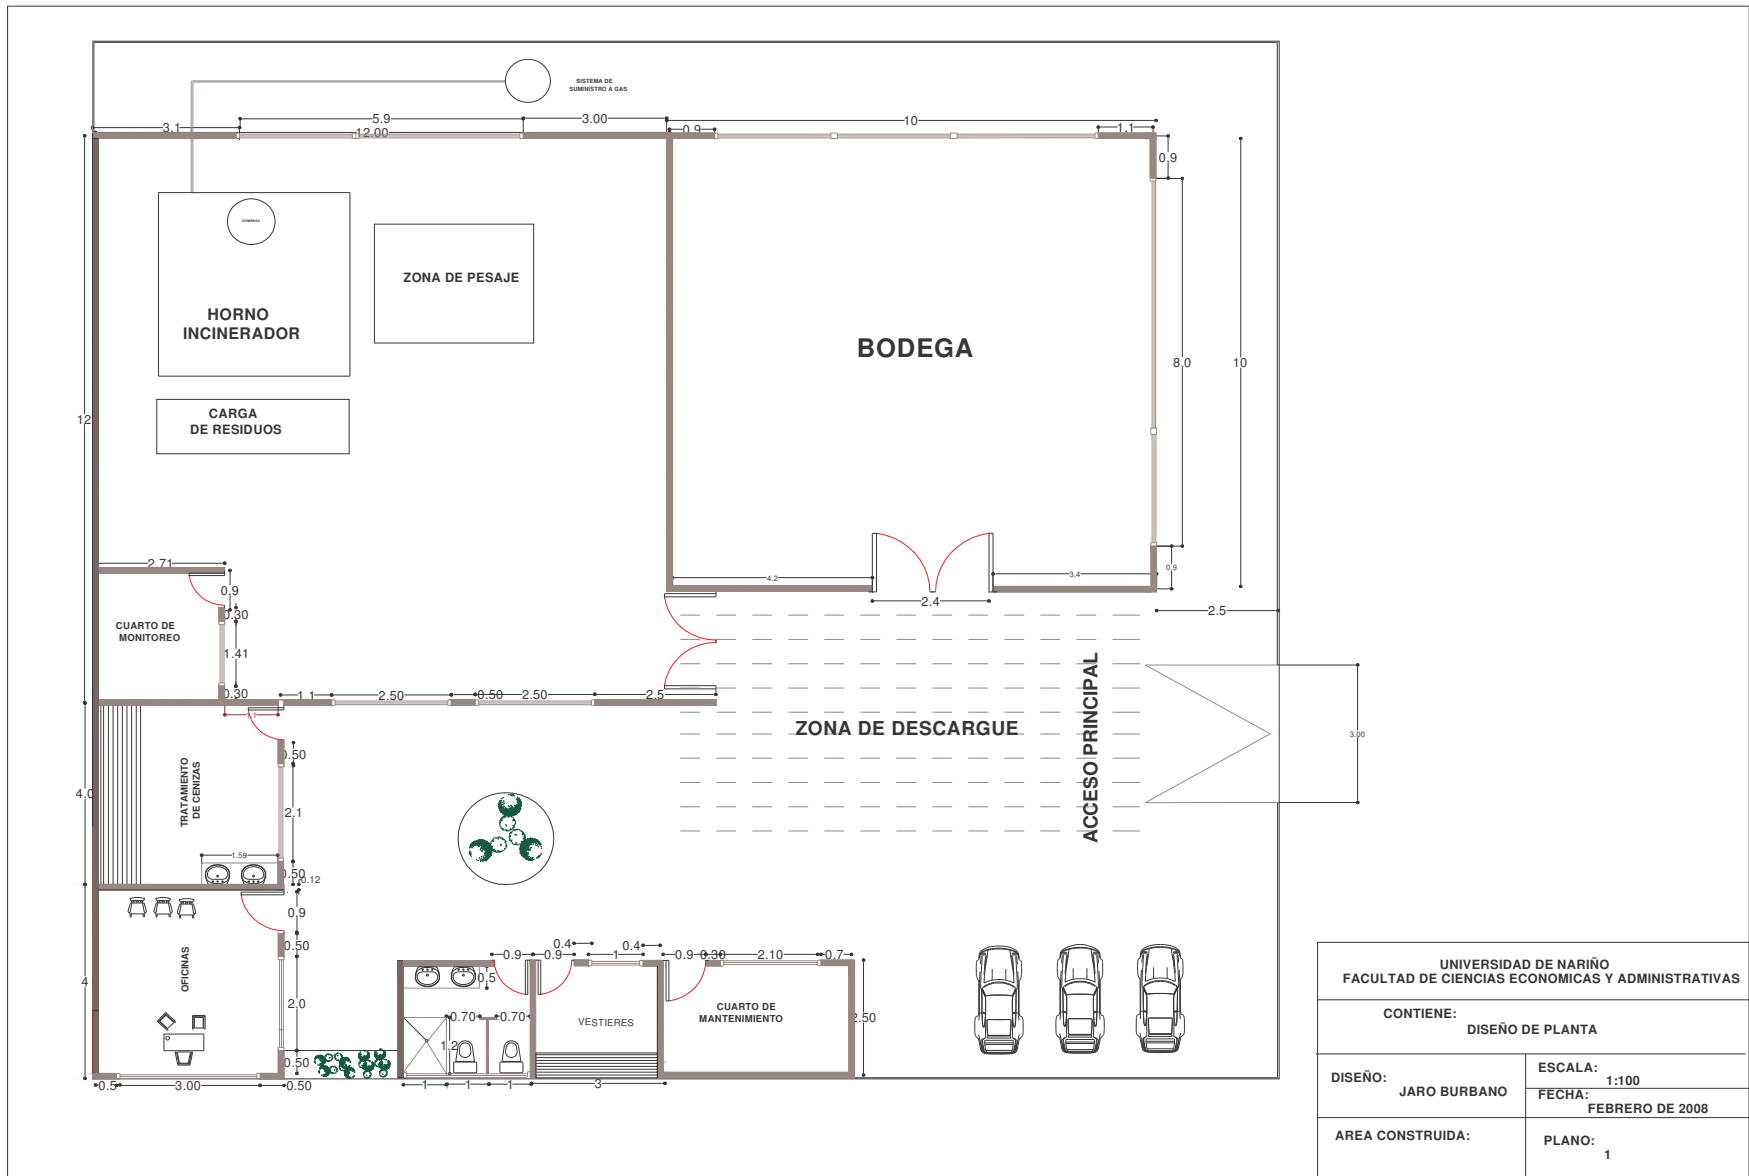 SISTEMA DE
SUMINISTRO A GAS
3.1
5.9
12.00
3.00
0.9
10
1.1
0.9
CHIMENEA
HORNO
INCINERADOR
ZONA DE PESAJE
BODEGA
8.0
10
CARGA
DE RESIDUOS
12
2.71
0.9
0.30
CUARTO DE
MONITOREO
1.41
0.30
4.2
3.4
0.9
2.4
2.5
1.1
2.50
0.50
2.50
2.5
1.1
ZONA DE DESCARGUE
ACCESO PRINCIPAL
3.00
0.50
TRATAMIENTO
DE CENIZAS
4.0
2.1
1.59
0.50
0.12
0.9
0.50
OFICINAS
4
2.0
0.50
0.5
3.00
0.50
0.9
0.9
0.4
1
0.4
0.9
0.30
2.10
0.7
0.5
0.70
0.70
1.2
VESTIERES
CUARTO DE
MANTENIMIENTO
2.50
1
1
1
3
UNIVERSIDAD DE NARIÑO
FACULTAD DE CIENCIAS ECONOMICAS Y ADMINISTRATIVAS
CONTIENE:
DISEÑO DE PLANTA
DISEÑO:
JARO BURBANO
ESCALA:
1:100
FECHA:
FEBRERO DE 2008
AREA CONSTRUIDA:
PLANO:
1